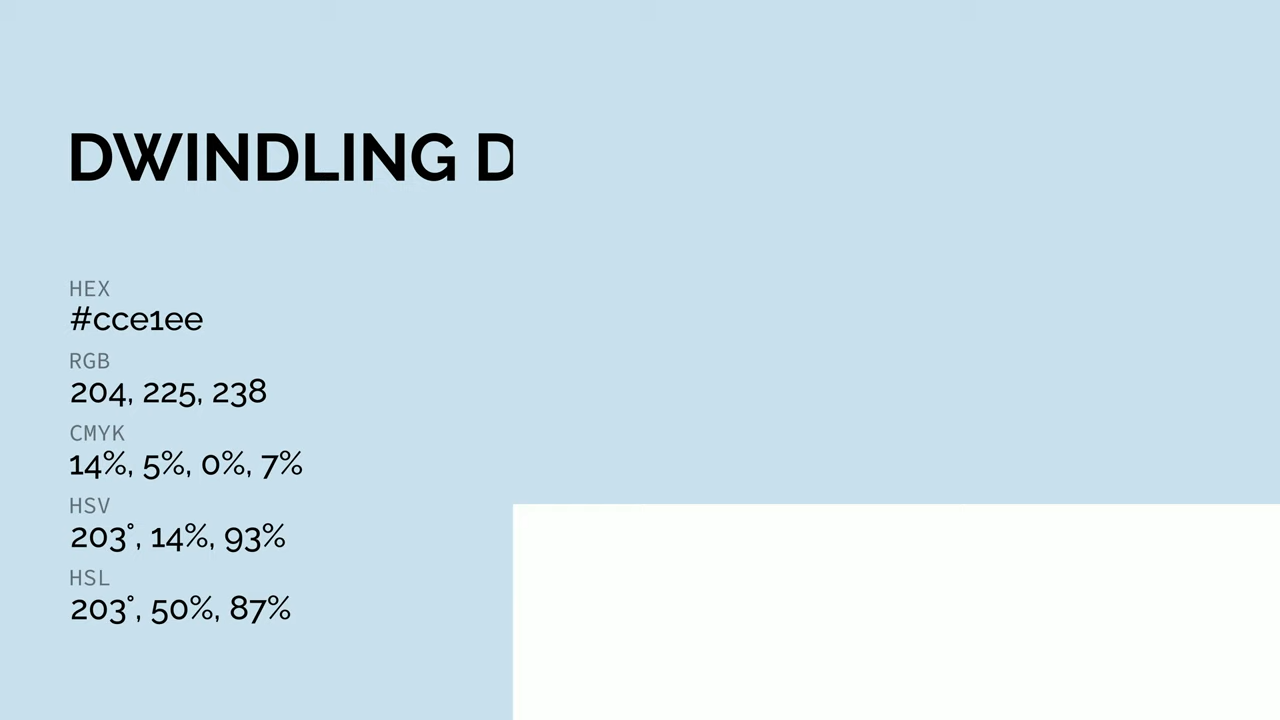 DWINDLING D
HEX
#cce1ee
RGB
204, 225, 238
CMYK
14%, 5%, 0%, 7%
HSV
203°, 14%, 93%
HSL
203°, 50%, 87%